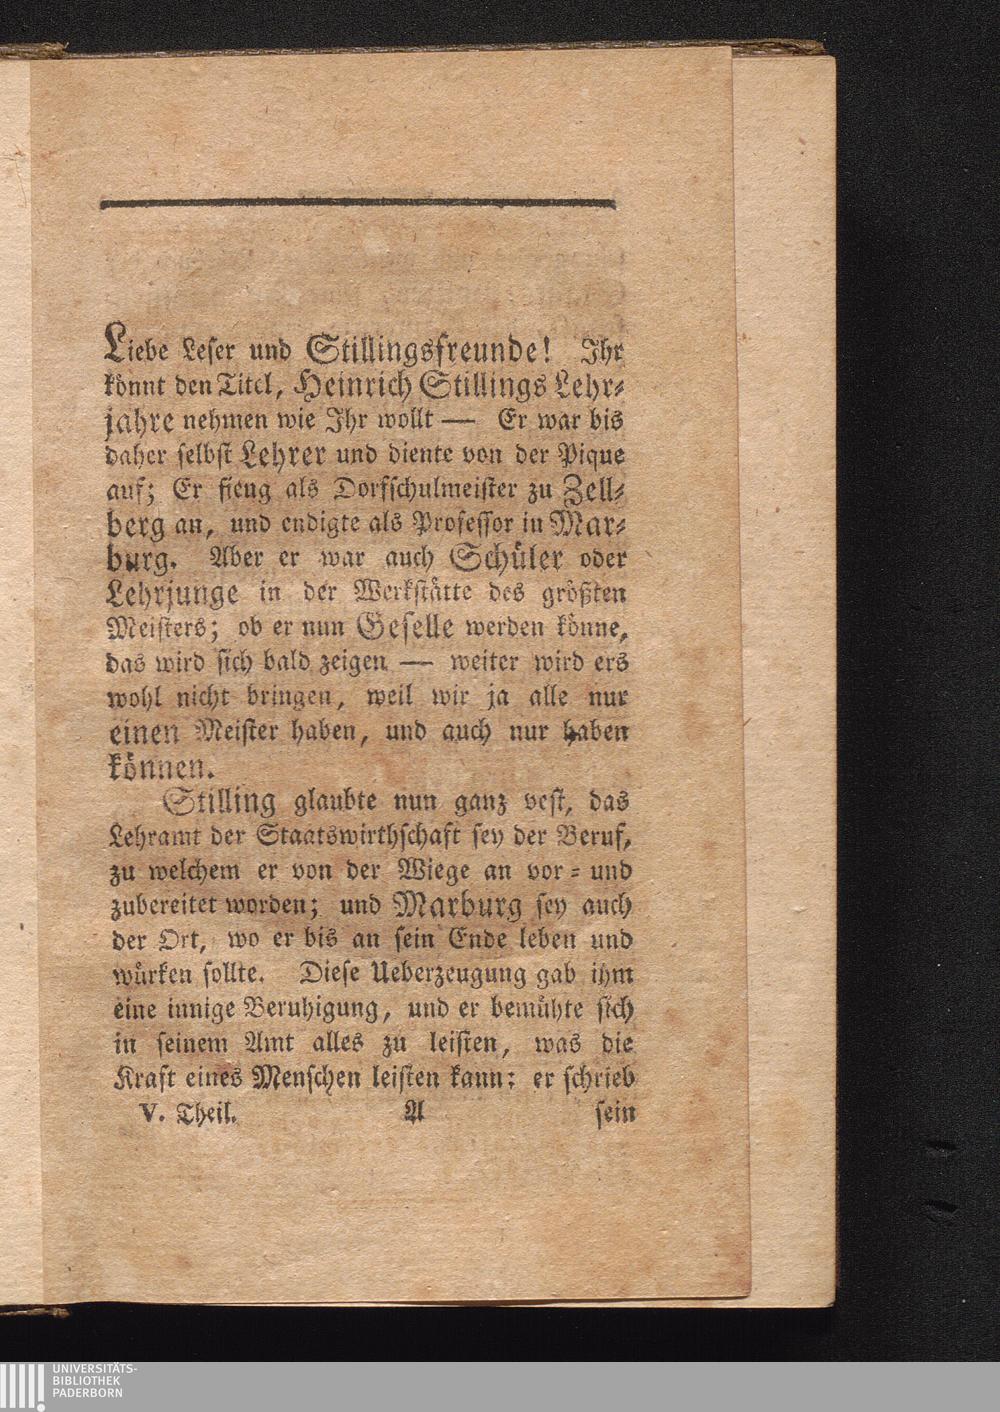 Liebe Leser und Stillingsfreunde! Ihr
könnt den Titel, Heinrich Stillings Lehr-
jahre nehmen wie Ihr wollt — Er war bis
daher selbst Lehrer und diente von der Pique
auf; Er fieng als Dorfschulmeister zu Zell-
berg an, und endigte als Professor in Mar-
burg. Aber er war auch Schüler oder
Lehrjunge in der Werkstätte des größten
Meisters; ob er nun Geselle werden könne,
das wird sich bald zeigen — weiter wird ers
wohl nicht bringen, weil wir ja alle nur
einen Meister haben, und auch nur haben
können.
Stilling glaubte nun ganz vest, das
Lehramt der Staatswirthschaft sey der Beruf,
zu welchem er von der Wiege an vor- und
zubereitet worden; und Marburg sey auch
der Ort, wo er bis an sein Ende leben und
würken sollte. Diese Ueberzeugung gab ihm
eine innige Beruhigung, und er bemühte sich
in seinem Amt alles zu leisten, was die
Kraft eines Menschen leisten kann: er schrieb
V. Theil. A sein
UNIVERSITÄTS-
BIBLIOTHEK
PADERBORN